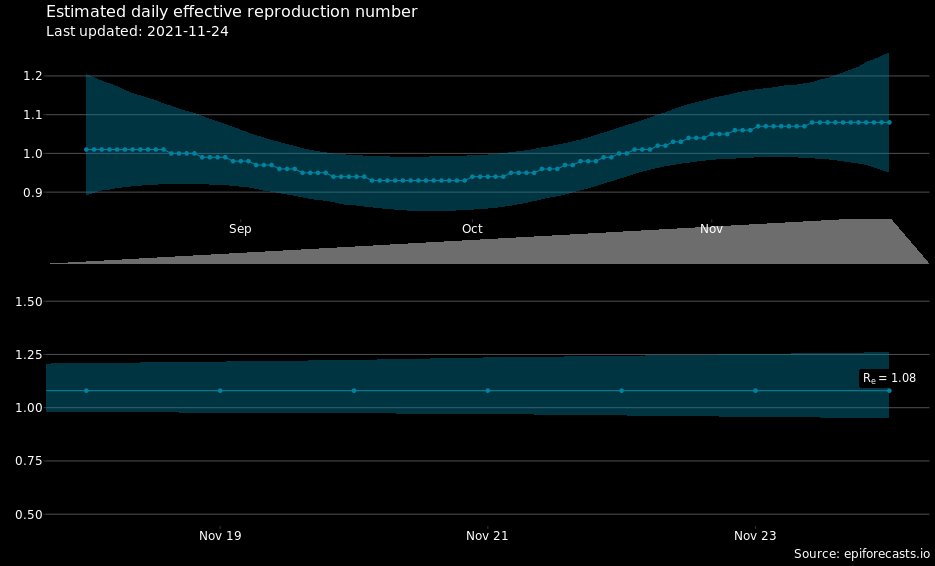 Estimated daily effective reproduction number
Last updated: 2021-11-24
1.2
1.1
1.0
0.9
Sep Oct Nov
1.50
1.25
Re = 1.08
1.00
0.75
0.50
Nov 19 Nov 21 Nov 23
Source: epiforecasts.io